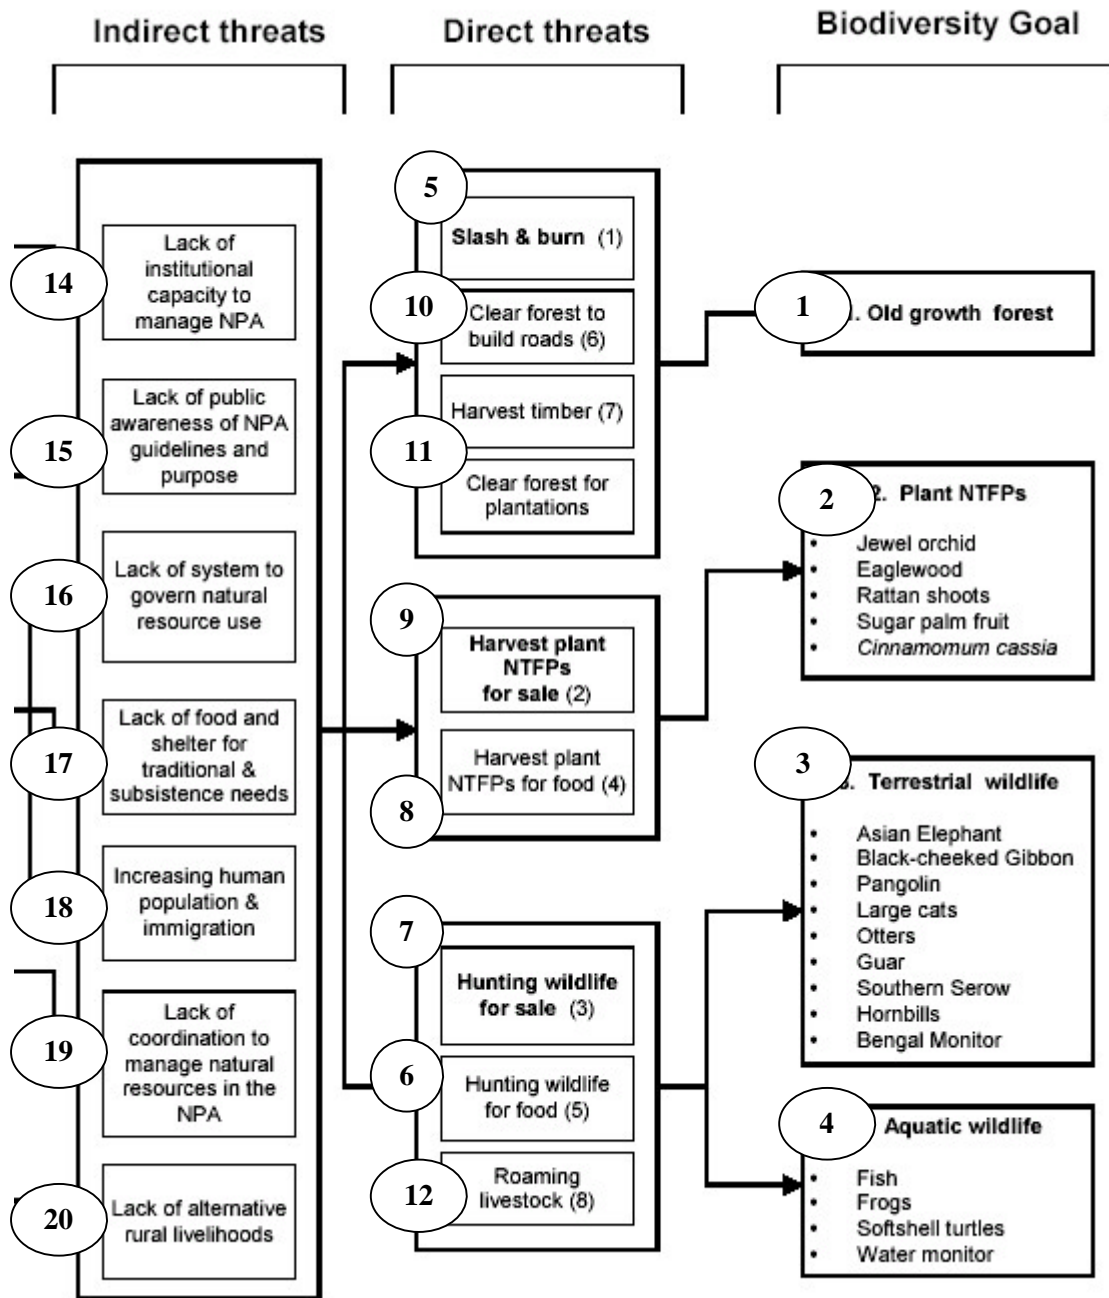 Indirect threats
Direct threats
Biodiversity Goal
14
Lack of
institutional
capacity to
manage NPA
15
Lack of public
awareness of NPA
guidelines and
purpose
16
Lack of system to
govern natural
resource use
17
Lack of food and
shelter for
traditional &
subsistence needs
18
Increasing human
population &
immigration
19
Lack of
coordination to
manage natural
resources in the
NPA
20
Lack of alternative
rural livelihoods
5
Slash & burn (1)
10
Clear forest to
build roads (6)
Harvest timber (7)
11
Clear forest for
plantations
9
Harvest plant
NTFPs
for sale (2)
Harvest plant
NTFPs for food (4)
8
7
Hunting wildlife
for sale (3)
6
Hunting wildlife
for food (5)
12
Roaming
livestock (8)
1
. Old growth forest
2
2. Plant NTFPs
• Jewel orchid
• Eaglewood
• Rattan shoots
• Sugar palm fruit
• Cinnamomum cassia
3
. Terrestrial wildlife
• Asian Elephant
• Black-cheeked Gibbon
• Pangolin
• Large cats
• Otters
• Guar
• Southern Serow
• Hornbills
• Bengal Monitor
4
Aquatic wildlife
• Fish
• Frogs
• Softshell turtles
• Water monitor